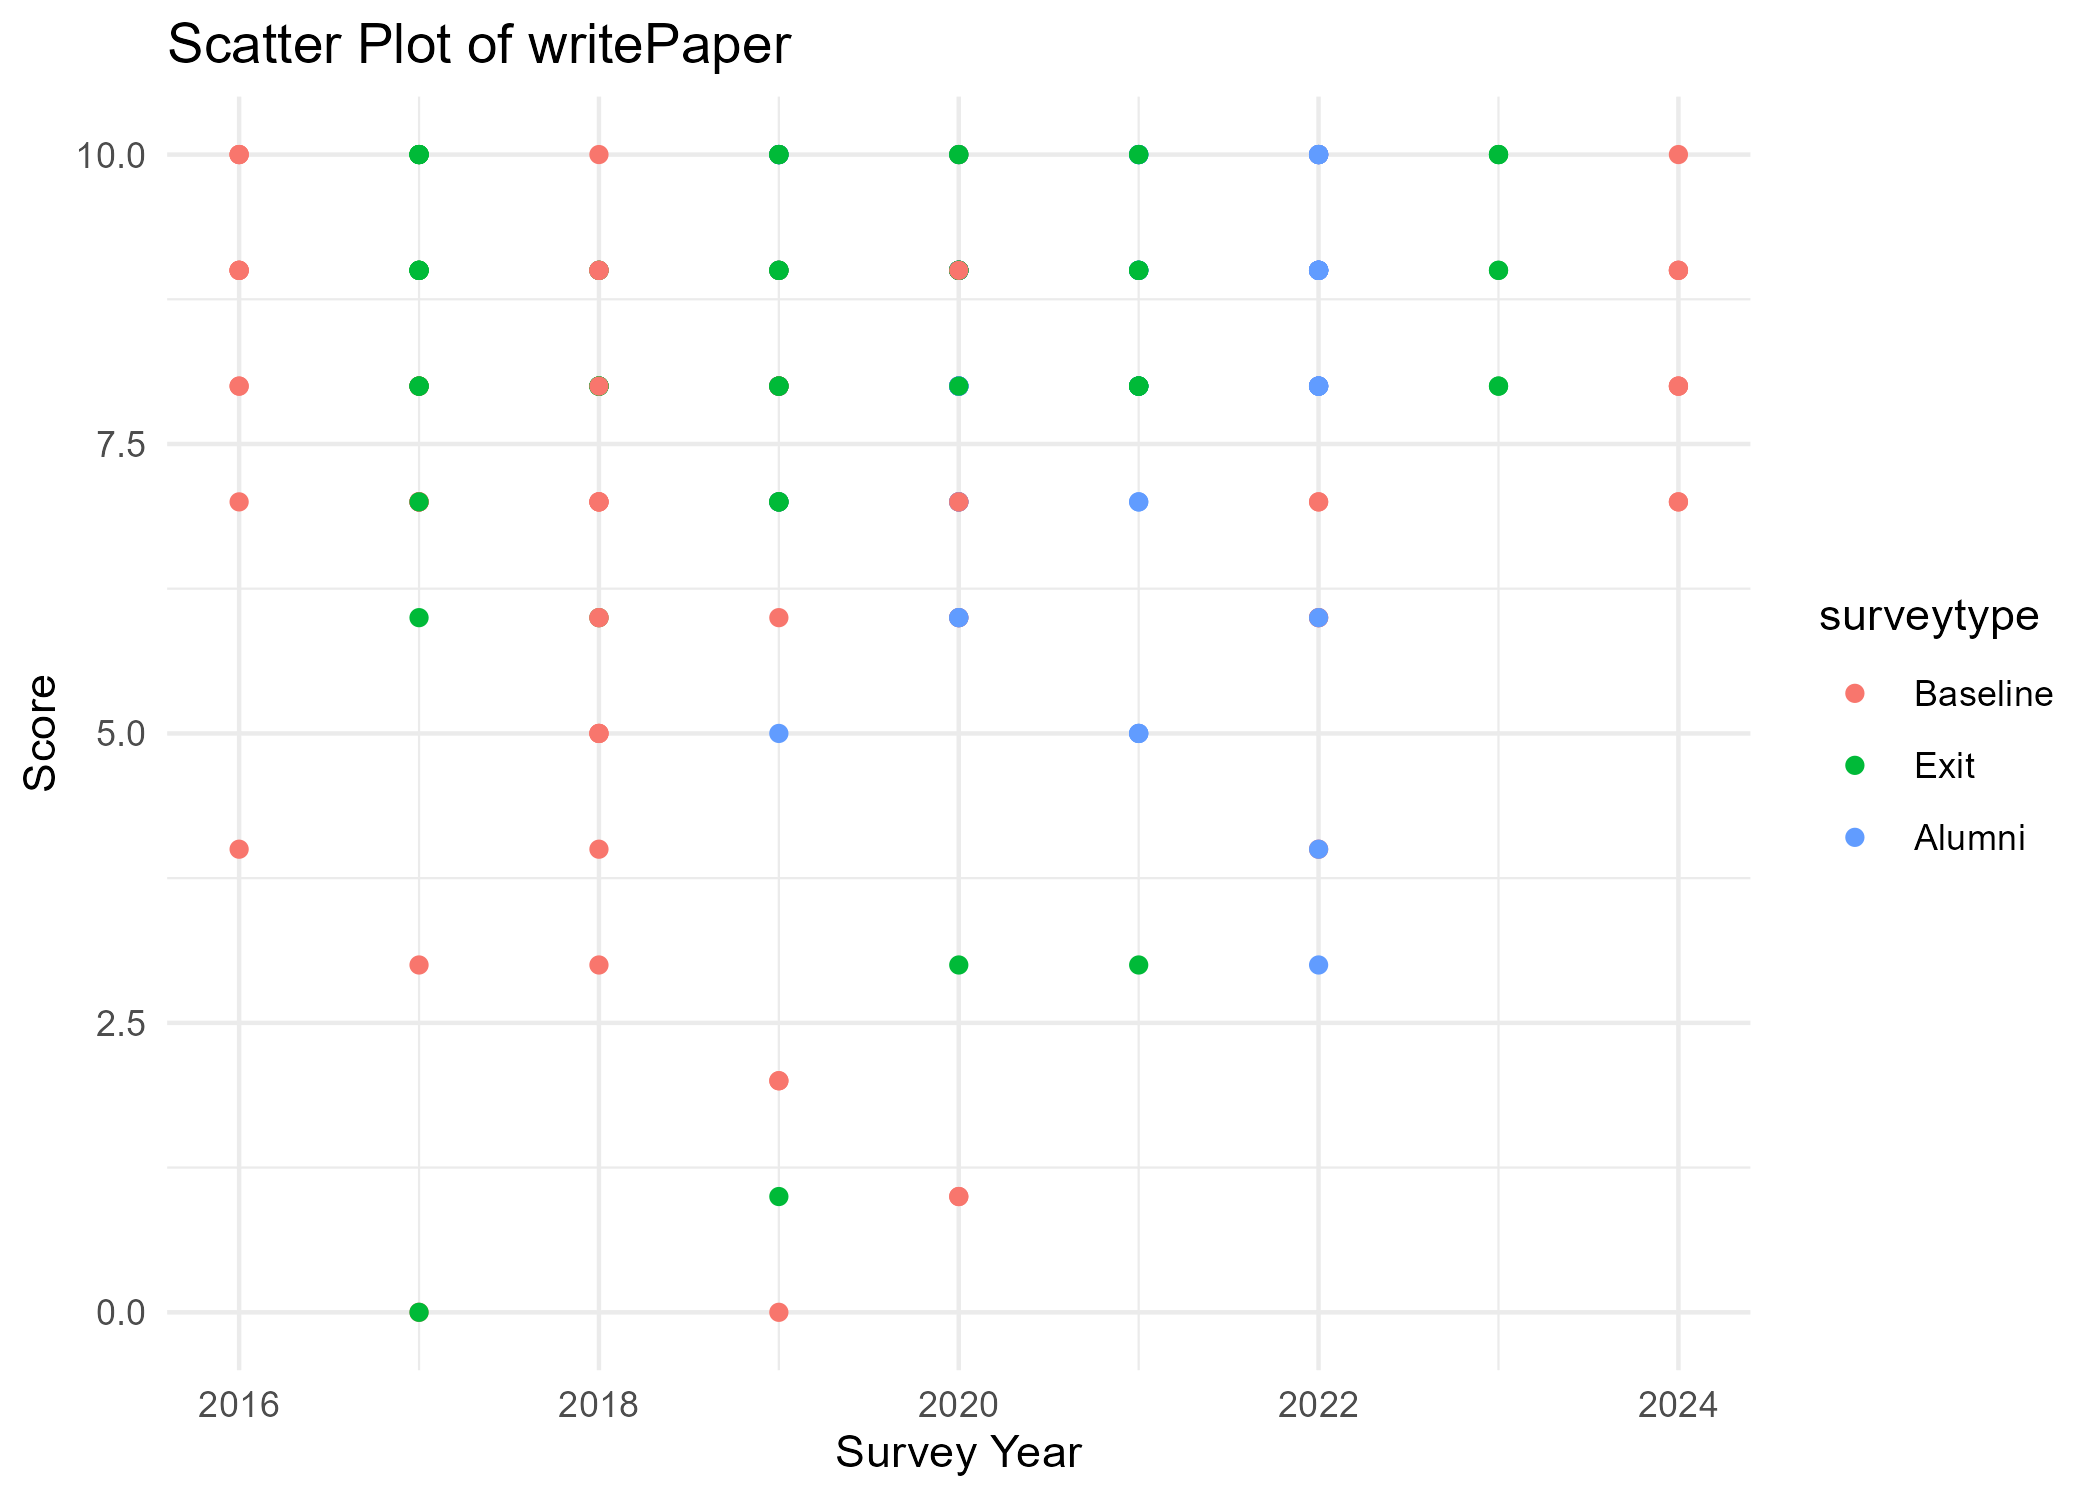 Scatter Plot of writePaper
10.0
7.5
5.0
2.5
0.0
Score
2016 2018 2020 2022 2024
Survey Year
surveytype
Baseline
Exit
Alumni